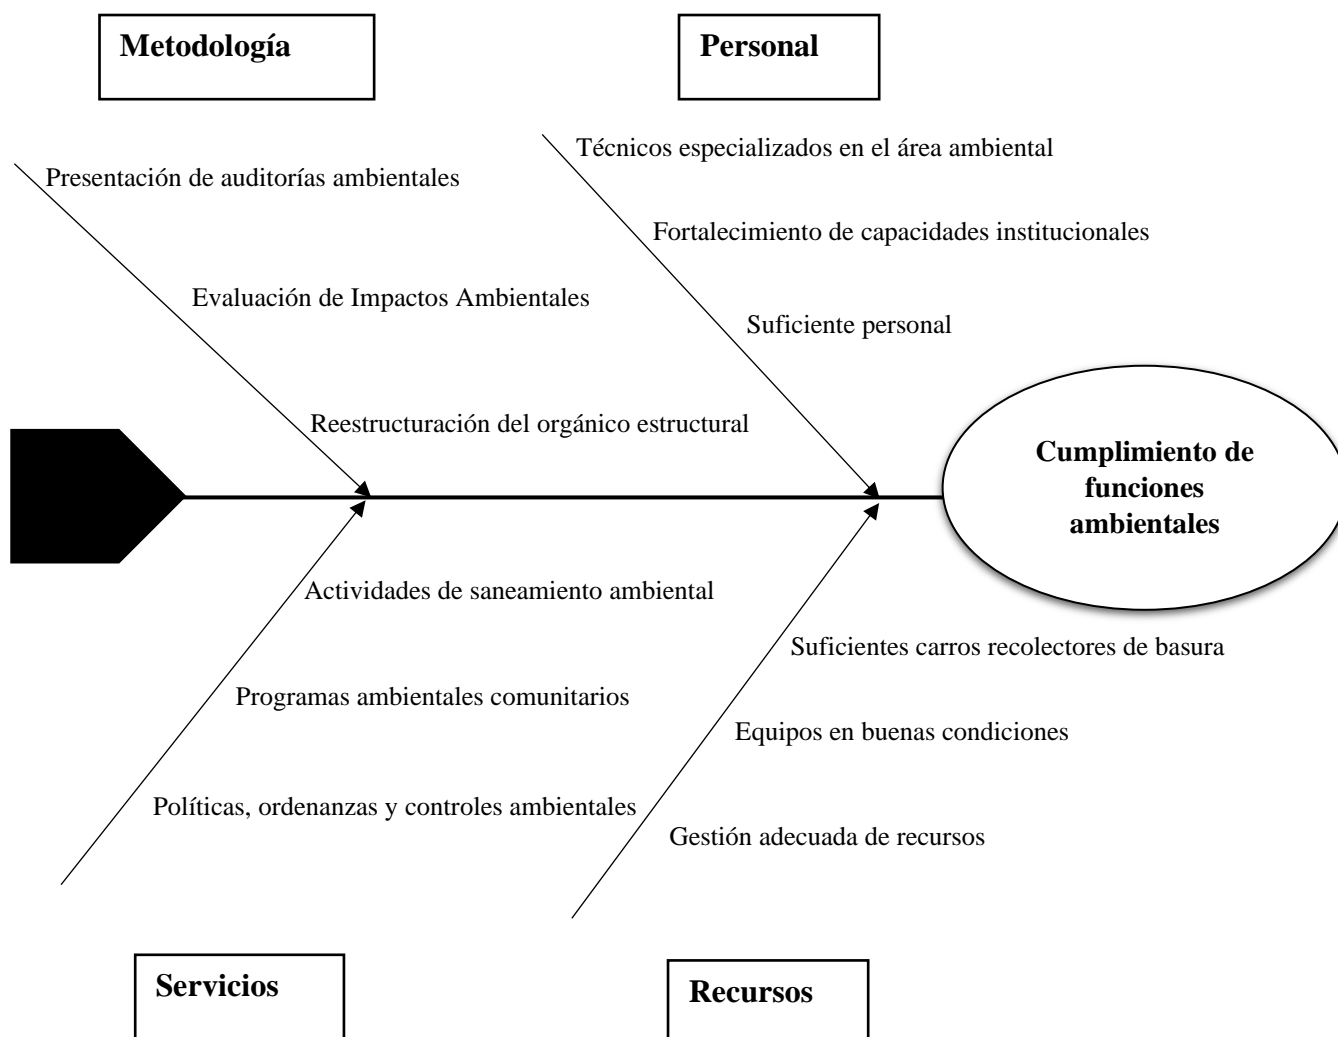 Metodología
Personal
Técnicos especializados en el área ambiental
Presentación de auditorías ambientales
Fortalecimiento de capacidades institucionales
Evaluación de Impactos Ambientales
Suficiente personal
Reestructuración del orgánico estructural
Cumplimiento de
funciones
ambientales
Actividades de saneamiento ambiental
Suficientes carros recolectores de basura
Programas ambientales comunitarios
Equipos en buenas condiciones
Políticas, ordenanzas y controles ambientales
Gestión adecuada de recursos
Servicios
Recursos